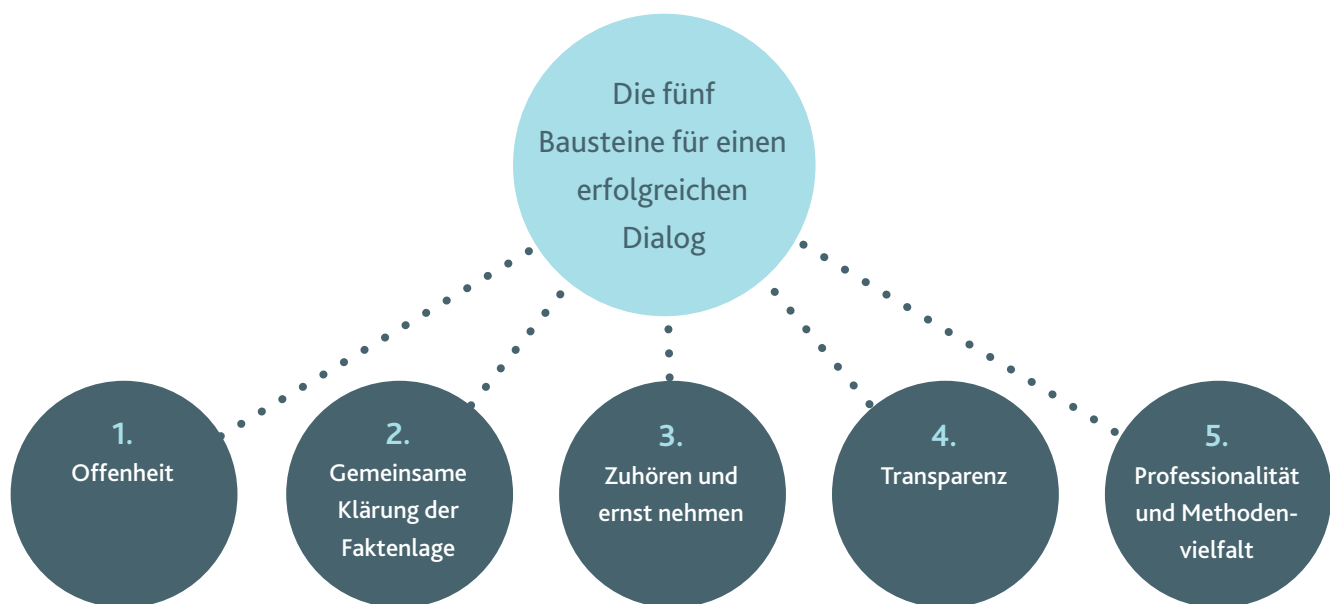 Die fünf
Bausteine für einen
erfolgreichen
Dialog
1.
Offenheit
2.
Gemeinsame
Klärung der
Faktenlage
3.
Zuhören und
ernst nehmen
4.
Transparenz
5.
Professionalität
und Methoden-
vielfalt